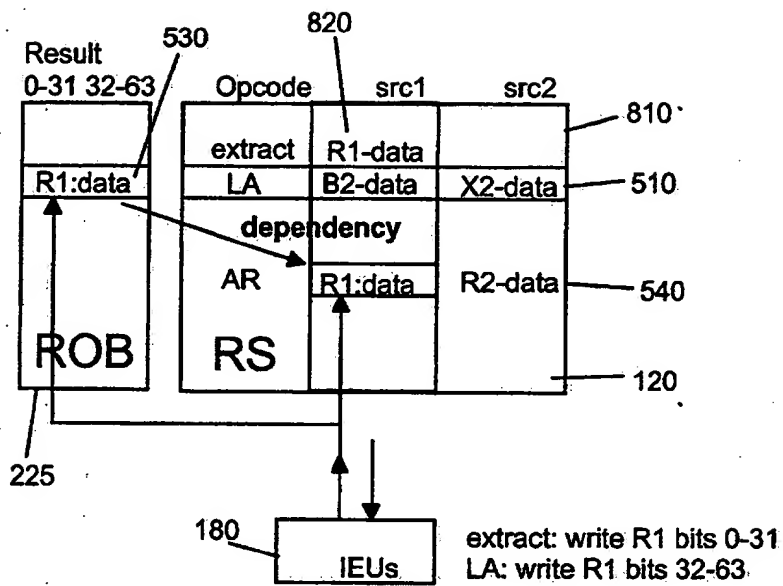 820
530
Result
0-31 32-63
Opcode src1 src2
810
extract R1-data
R1:data LA B2-data X2-data 510
dependency
AR R1:data R2-data 540
ROB RS
120
225
180
IEUs
extract: write R1 bits 0-31
LA: write R1 bits 32-63